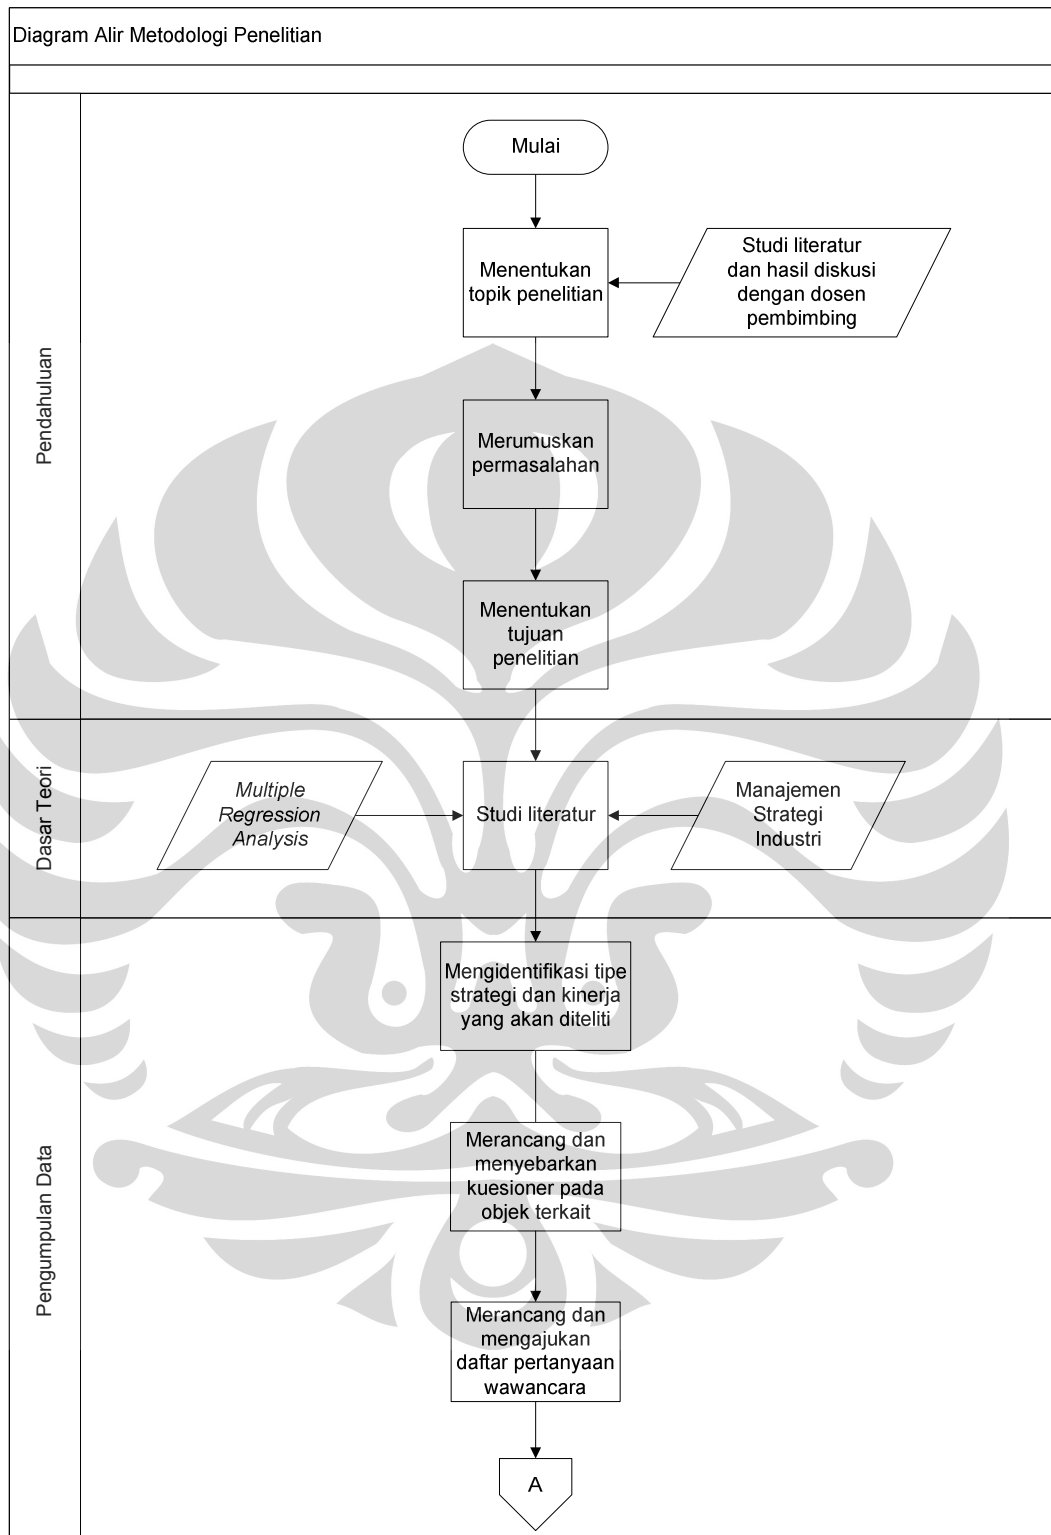 Diagram Alir Metodologi Penelitian
Pendahuluan
Mulai
Menentukan
topik penelitian
Studi literatur
dan hasil diskusi
dengan dosen
pembimbing
Merumuskan
permasalahan
Menentukan
tujuan
penelitian
Dasar Teori
Multiple
Regression
Analysis
Studi literatur
Manajemen
Strategi
Industri
Pengumpulan Data
Mengidentifikasi tipe
strategi dan kinerja
yang akan diteliti
Merancang dan
menyebarkan
kuesioner pada
objek terkait
Merancang dan
mengajukan
daftar pertanyaan
wawancara
A